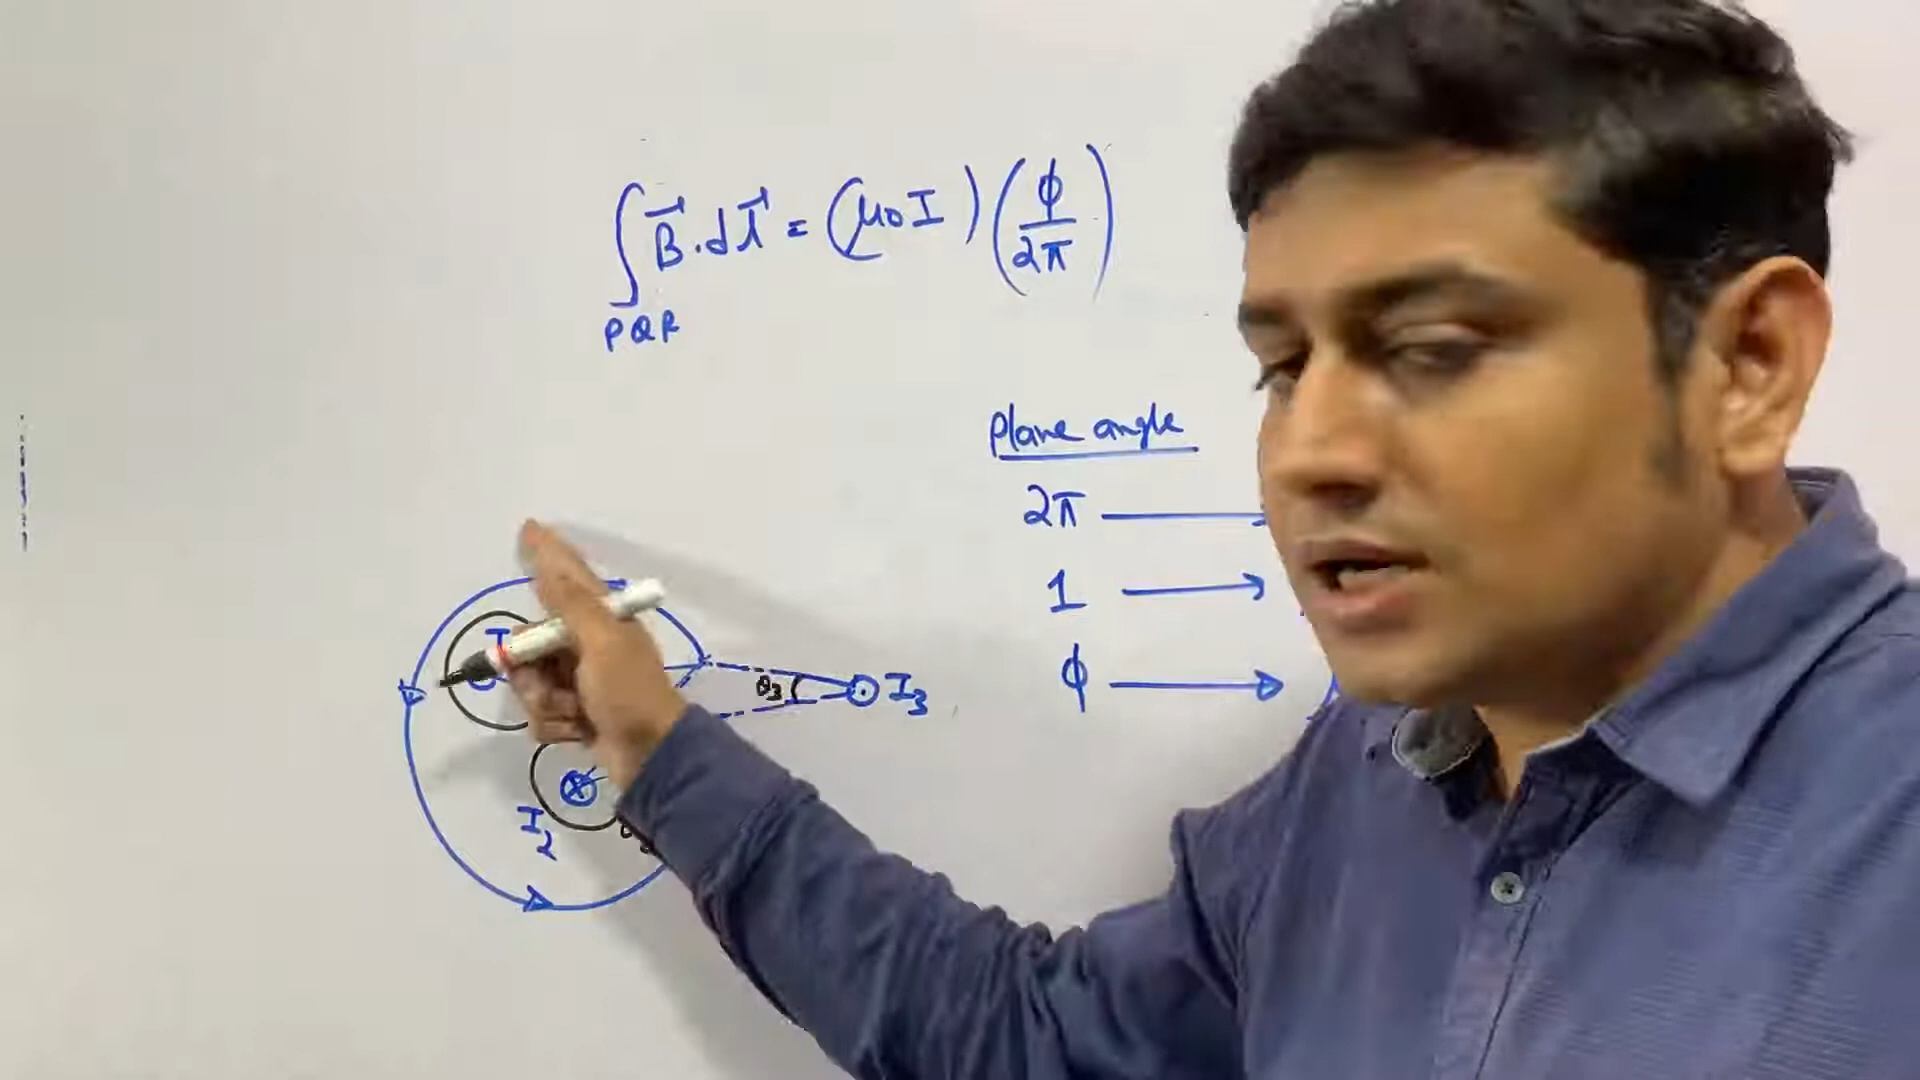 ∫ B⃗.dl⃗ = (μ₀I)(ϕ/2π)
PQR
Plane angle
2π
1
ϕ
θ₃ I₃
I₂